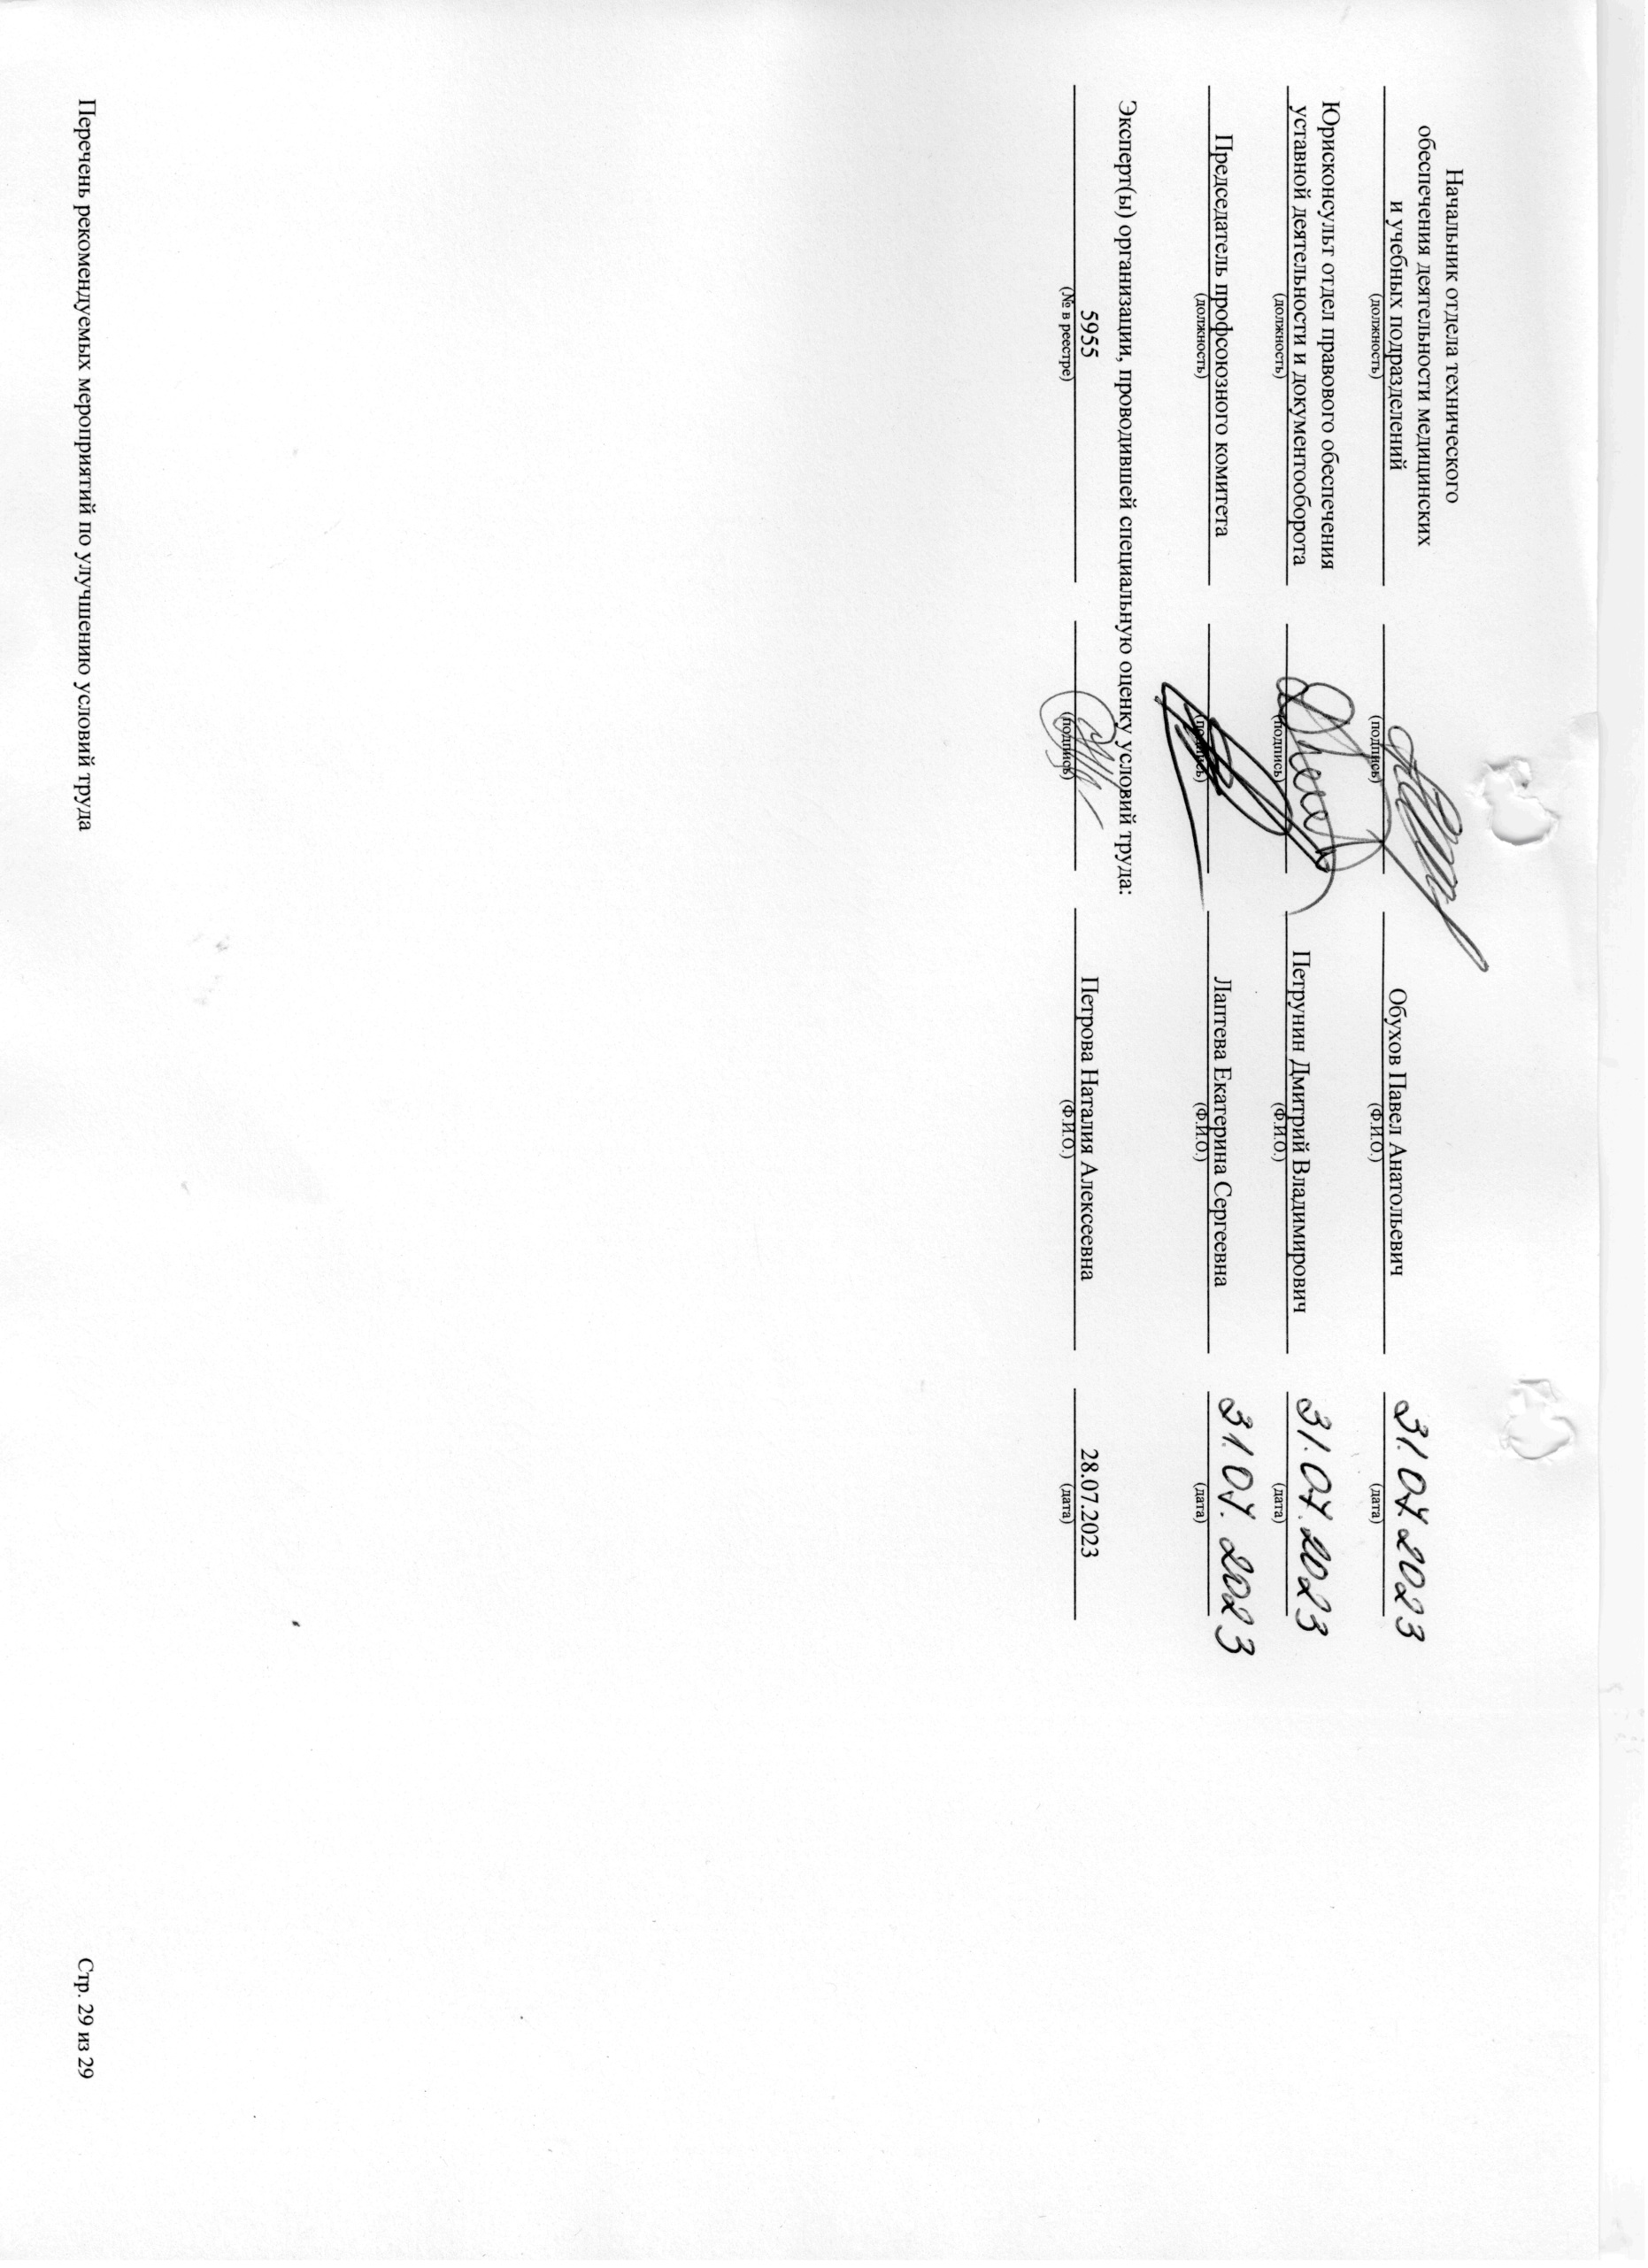 Начальник отдела технического
обеспечения деятельности медицинских
и учебных подразделений Обухов Павел Анатольевич 31.07.2023
(должность) (подпись) (Ф.И.О.) (дата)
Юрисконсульт отдел правового обеспечения
уставной деятельности и документооборота Петрунин Дмитрий Владимирович 31.07.2023
(должность) (подпись) (Ф.И.О.) (дата)
Председатель профсоюзного комитета Лаптева Екатерина Сергеевна 31.07.2023
(должность) (подпись) (Ф.И.О.) (дата)
Эксперт(ы) организации, проводившей специальную оценку условий труда:
5955 Петрова Наталия Алексеевна 28.07.2023
(№ в реестре) (подпись) (Ф.И.О.) (дата)
Перечень рекомендуемых мероприятий по улучшению условий труда Стр. 29 из 29